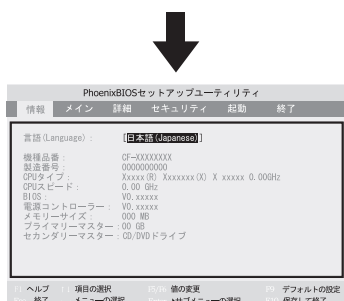 PhoenixBIOSセットアップユーティリティ
情報 メイン 詳細 セキュリティ 起動 終了
言語(Language) : [日本語(Japanese)]
機種品番 : CF-XXXXXXXX
製造番号 : 0000000000
CPUタイプ : Xxxxx(R) Xxxxxxx(X) X xxxxx 0.00GHz
CPUスピード : 0.00 GHz
BIOS : V0.xxxxx
電源コントローラー : V0.xxxxx
メモリーサイズ : 000 MB
プライマリーマスター : 00 GB
セカンダリーマスター : CD/DVDドライブ
F1 ヘルプ 項目の選択 F5/F6 値の変更 F9 デフォルトの設定
終了 メニューの選択 サブメニューの選択 保存して終了